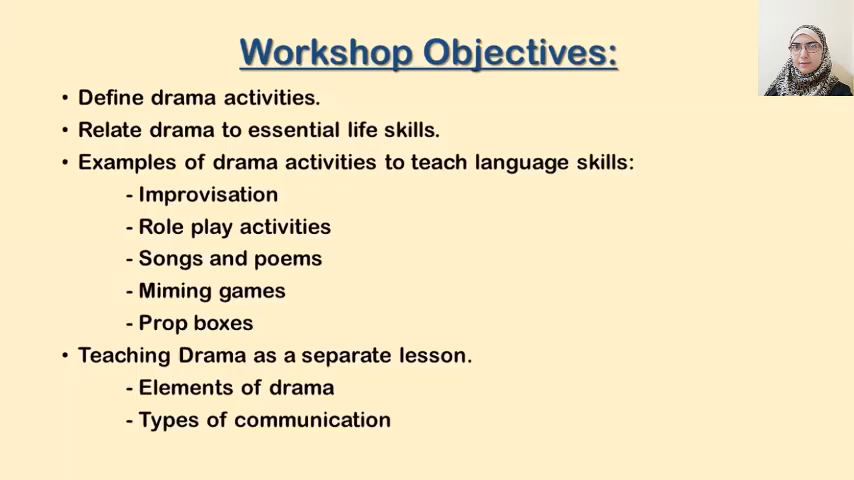 Workshop Objectives:
• Define drama activities.
• Relate drama to essential life skills.
• Examples of drama activities to teach language skills:
- Improvisation
- Role play activities
- Songs and poems
- Miming games
- Prop boxes
• Teaching Drama as a separate lesson.
- Elements of drama
- Types of communication